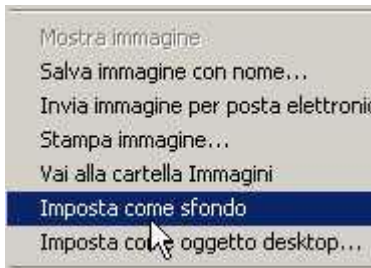 Mostra immagine
Salva immagine con nome...
Invia immagine per posta elettronic
Stampa immagine...
Vai alla cartella Immagini
Imposta come sfondo
Imposta come oggetto desktop...